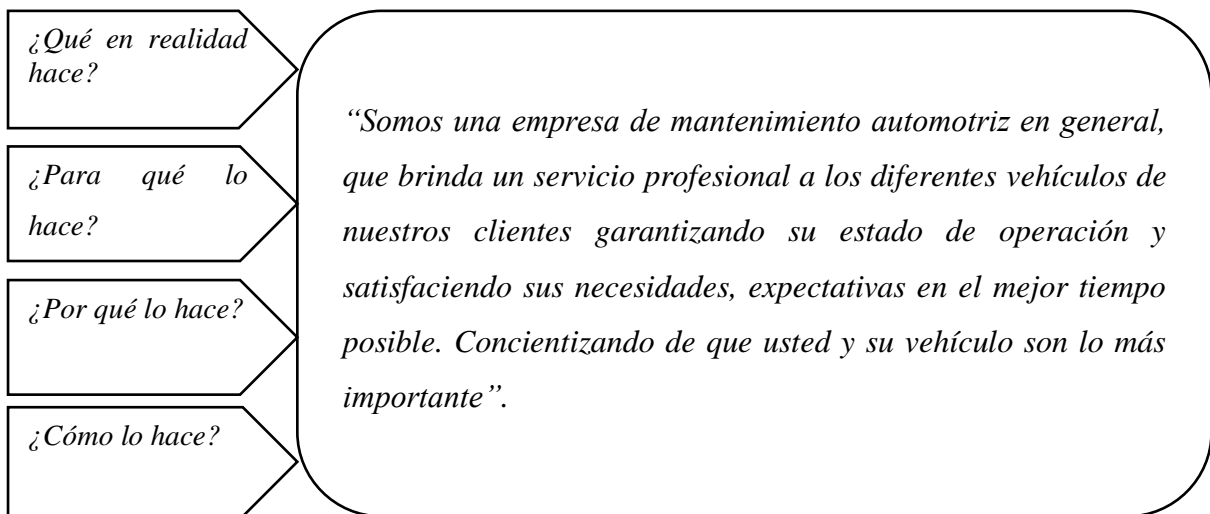 ¿Qué en realidad
hace?
¿Para qué lo
hace?
¿Por qué lo hace?
¿Cómo lo hace?
“Somos una empresa de mantenimiento automotriz en general,
que brinda un servicio profesional a los diferentes vehículos de
nuestros clientes garantizando su estado de operación y
satisfaciendo sus necesidades, expectativas en el mejor tiempo
posible. Concientizando de que usted y su vehículo son lo más
importante”.